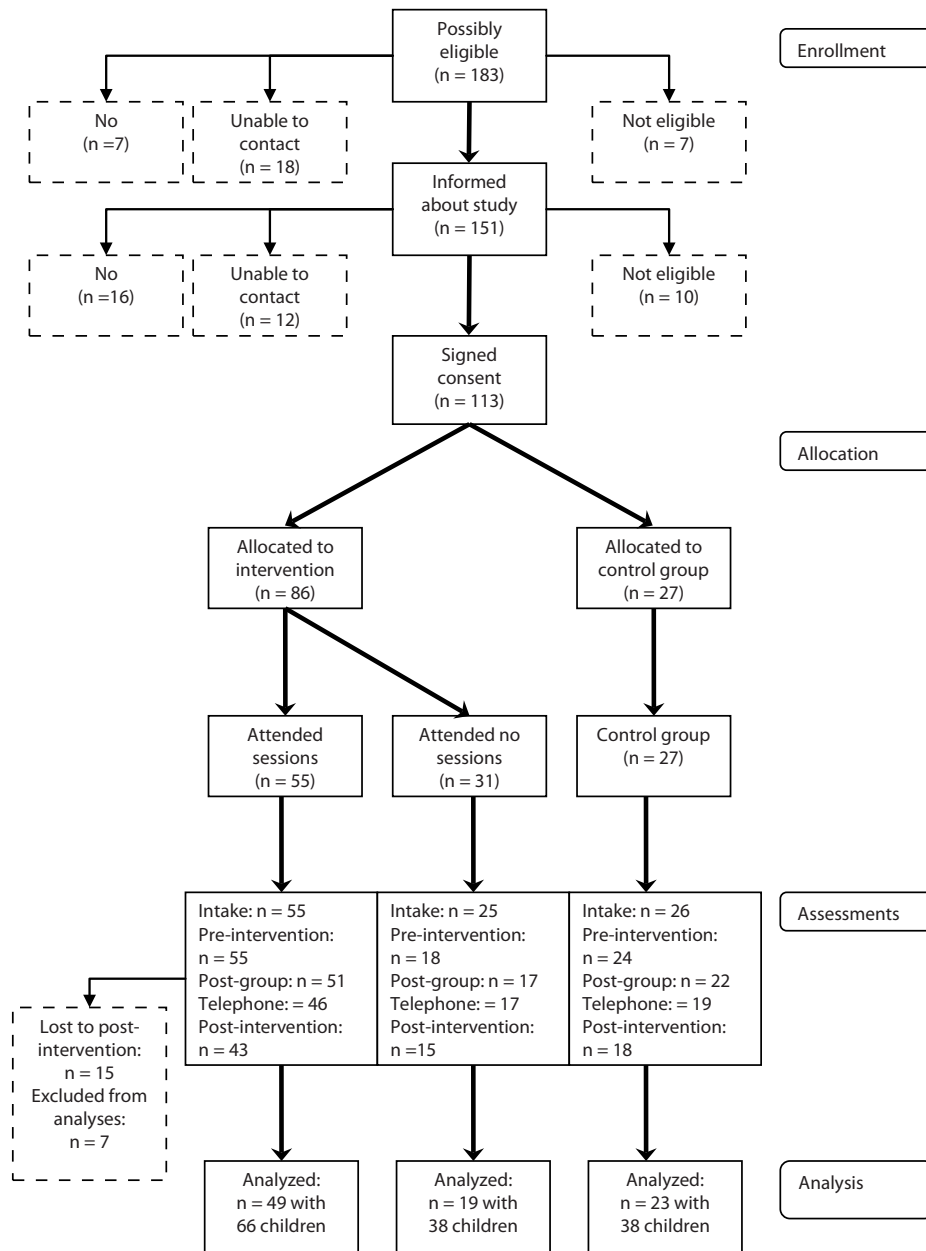 Possibly
eligible
(n = 183)
Enrollment
No
(n =7)
Unable to
contact
(n = 18)
Not eligible
(n = 7)
Informed
about study
(n = 151)
No
(n =16)
Unable to
contact
(n = 12)
Not eligible
(n = 10)
Signed
consent
(n = 113)
Allocation
Allocated to
intervention
(n = 86)
Allocated to
control group
(n = 27)
Attended
sessions
(n = 55)
Attended no
sessions
(n = 31)
Control group
(n = 27)
Intake: n = 55
Pre-intervention:
n = 55
Post-group: n = 51
Telephone: = 46
Post-intervention:
n = 43
Intake: n = 25
Pre-intervention:
n = 18
Post-group: n = 17
Telephone: = 17
Post-intervention:
n =15
Intake: n = 26
Pre-intervention:
n = 24
Post-group: n = 22
Telephone: = 19
Post-intervention:
n = 18
Assessments
Lost to post-
intervention:
n = 15
Excluded from
analyses:
n = 7
Analyzed:
n = 49 with
66 children
Analyzed:
n = 19 with
38 children
Analyzed:
n = 23 with
38 children
Analysis